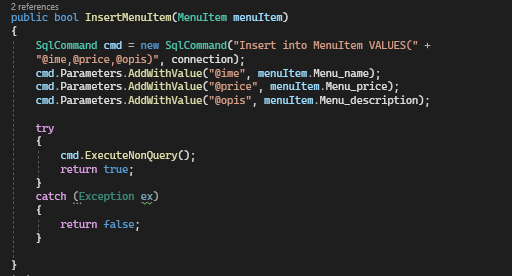 2 references
public bool InsertMenuItem(MenuItem menuItem)
{
SqlCommand cmd = new SqlCommand("Insert into MenuItem VALUES(" +
"@ime,@price,@opis)", connection);
cmd.Parameters.AddWithValue("@ime", menuItem.Menu_name);
cmd.Parameters.AddWithValue("@price", menuItem.Menu_price);
cmd.Parameters.AddWithValue("@opis", menuItem.Menu_description);
try
{
cmd.ExecuteNonQuery();
return true;
}
catch (Exception ex)
{
return false;
}
}